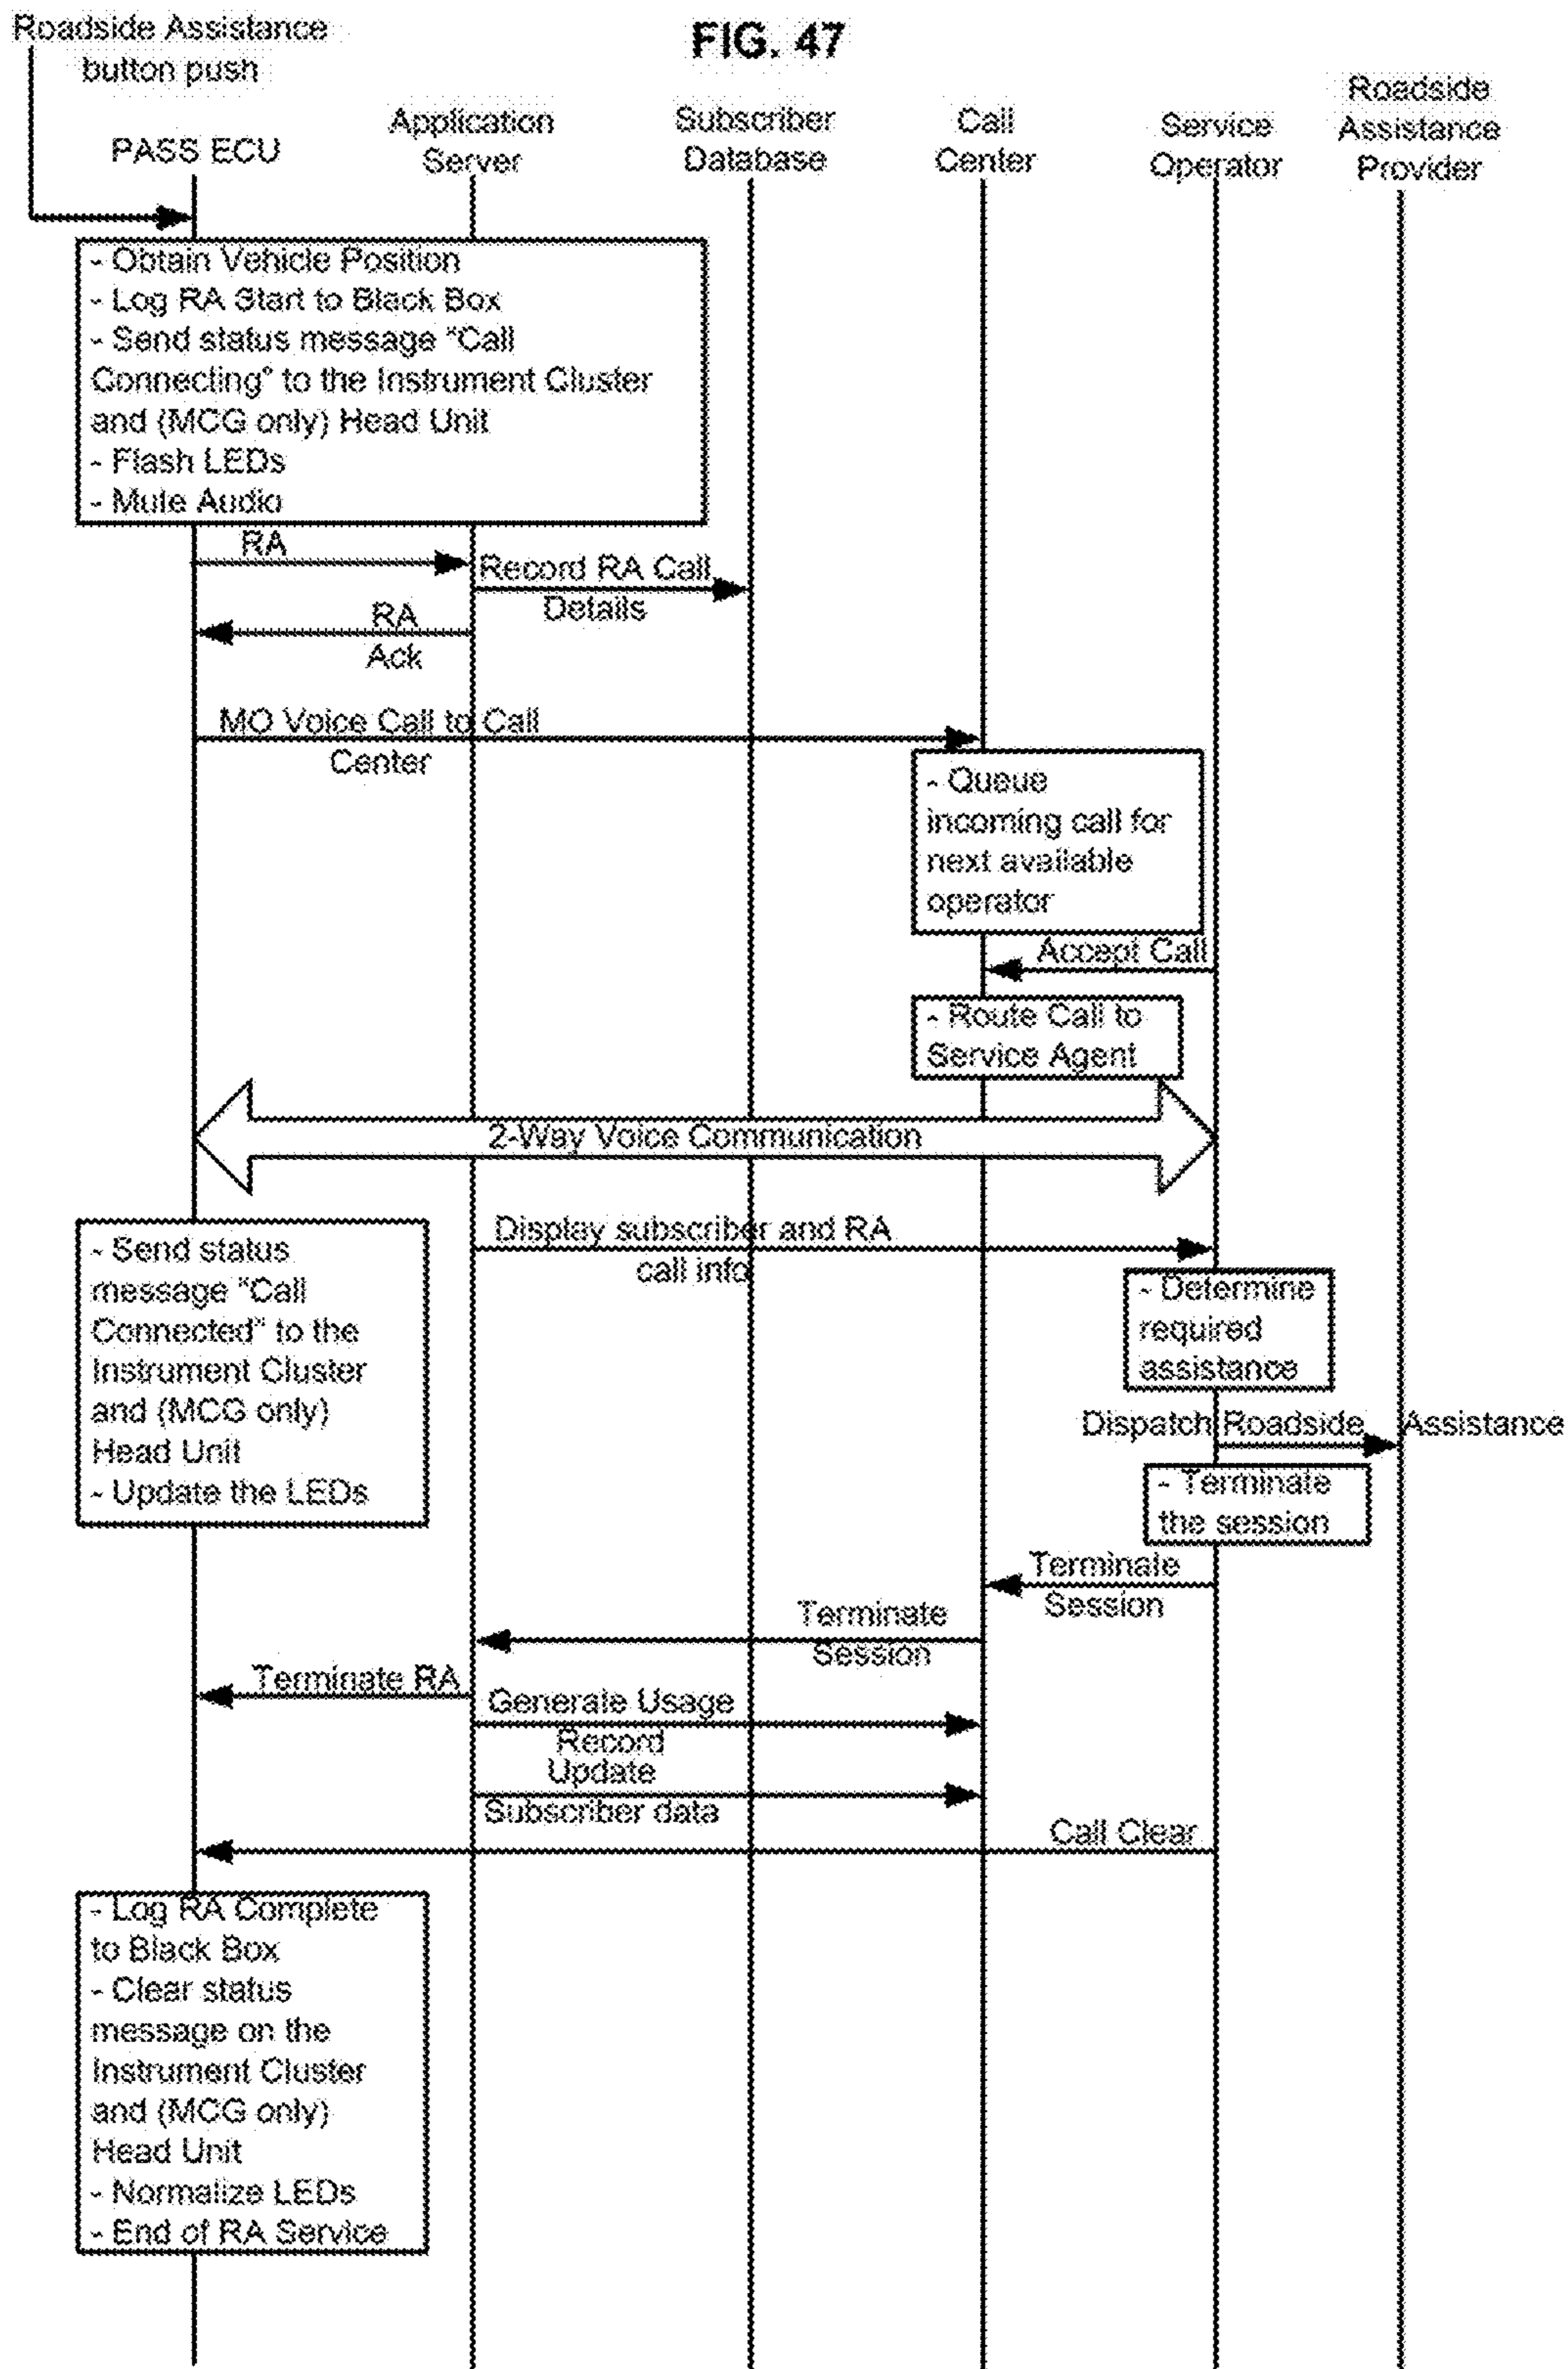 FIG. 47
Roadside Assistance
button push
PASS ECU
Application
Server
Subscriber
Database
Call
Center
Service
Operator
Roadside
Assistance
Provider
- Obtain Vehicle Position
- Log RA Start to Black Box
- Send status message "Call
Connecting" to the Instrument Cluster
and (MCG only) Head Unit
- Flash LEDs
- Mute Audio
RA
Record RA Call
Details
RA
Ack
MO Voice Call to Call
Center
- Queue
incoming call for
next available
operator
Accept Call
- Route Call to
Service Agent
2-Way Voice Communication
- Send status
message "Call
Connected" to the
Instrument Cluster
and (MCG only)
Head Unit
- Update the LEDs
Display subscriber and RA
call info
- Determine
required
assistance
Dispatch Roadside Assistance
- Terminate
the session
Terminate
Session
Terminate
Session
Terminate RA
Generate Usage
Record
Update
Subscriber data
Call Clear
- Log RA Complete
to Black Box
- Clear status
message on the
Instrument Cluster
and (MCG only)
Head Unit
- Normalize LEDs
- End of RA Service